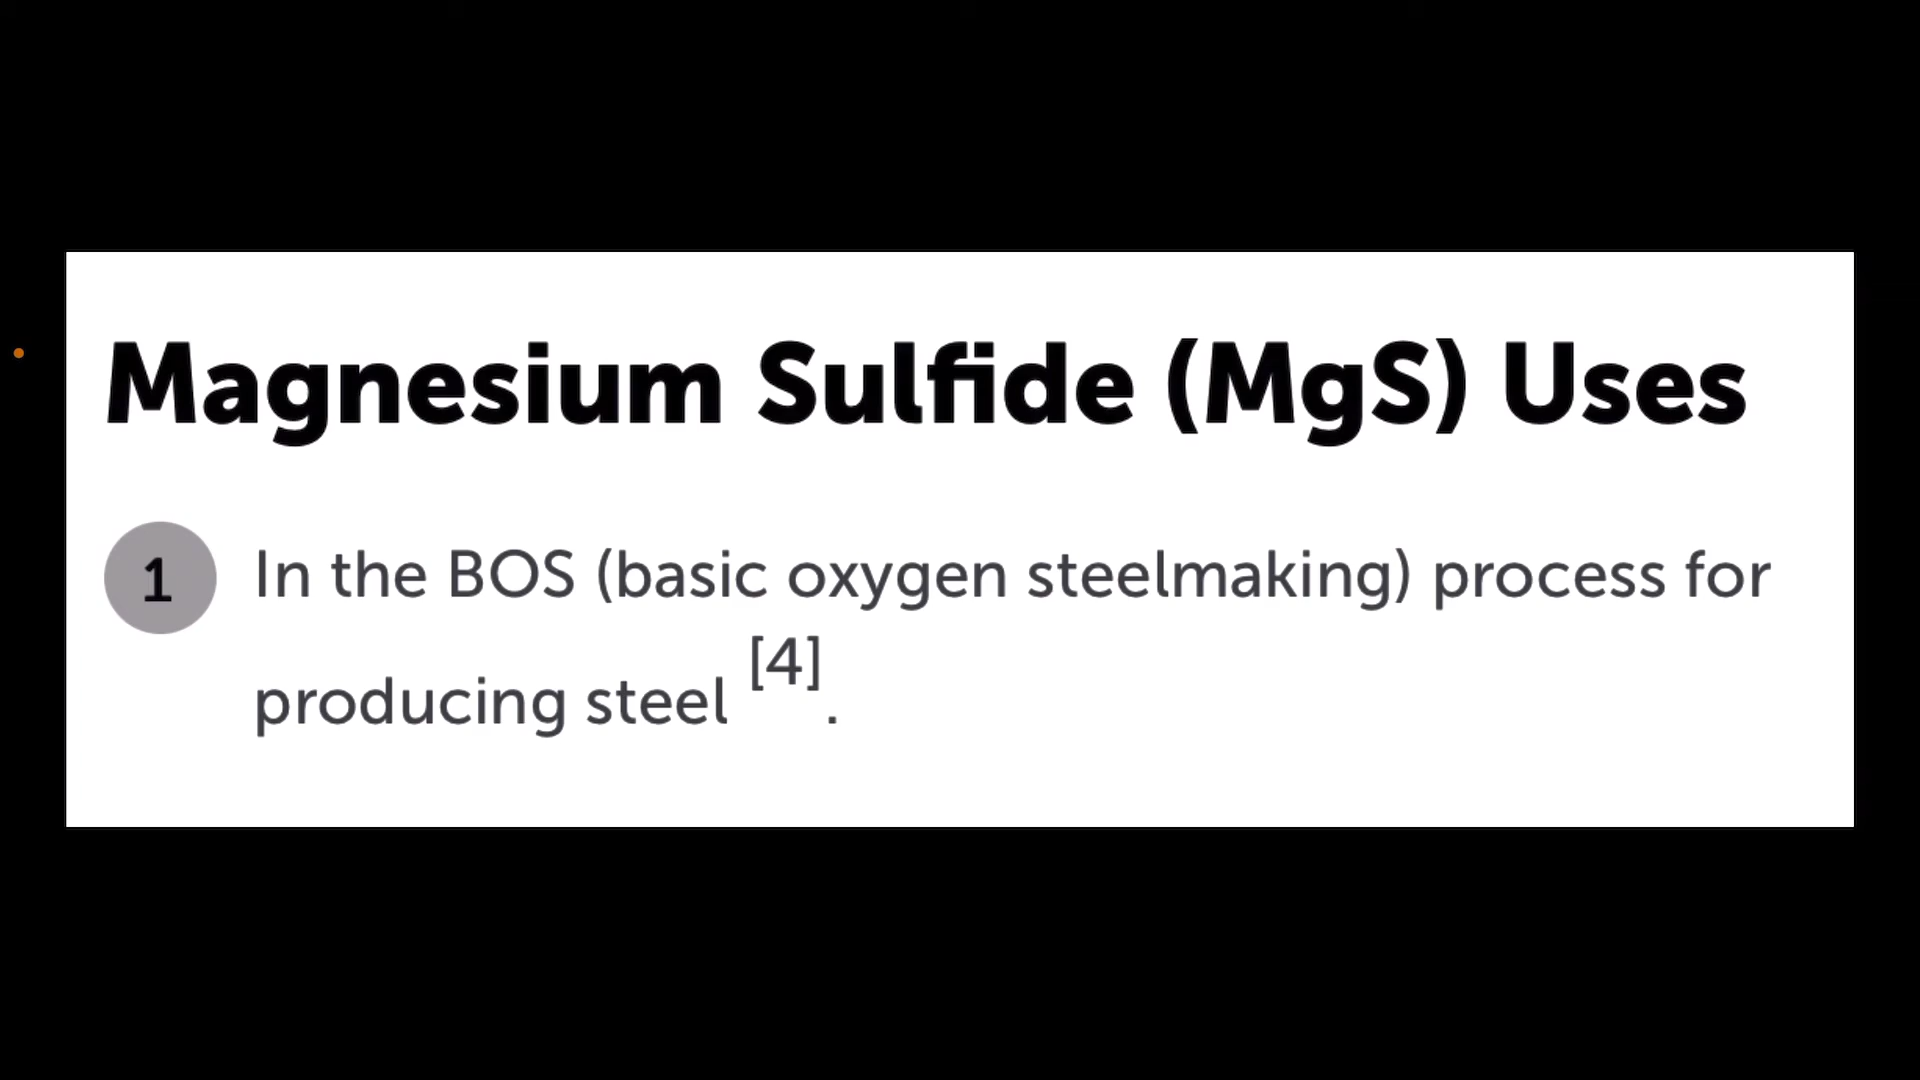 Magnesium Sulfide (MgS) Uses
1 In the BOS (basic oxygen steelmaking) process for
producing steel [4].